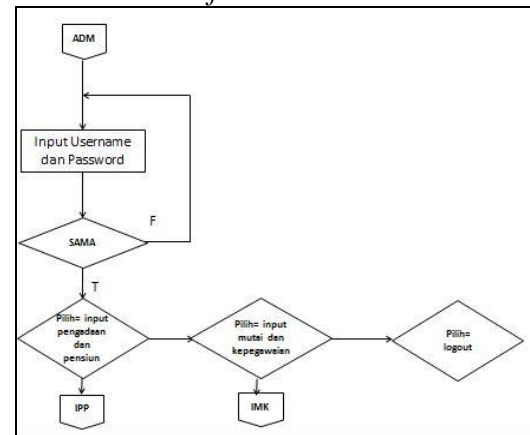 ADM
Input Username
dan Password
F
SAMA
T
Pilih= input
pengadaan
dan
pensiun
Pilih= input
mutai dan
kepegawaian
Pilih=
logout
IPP
IMK